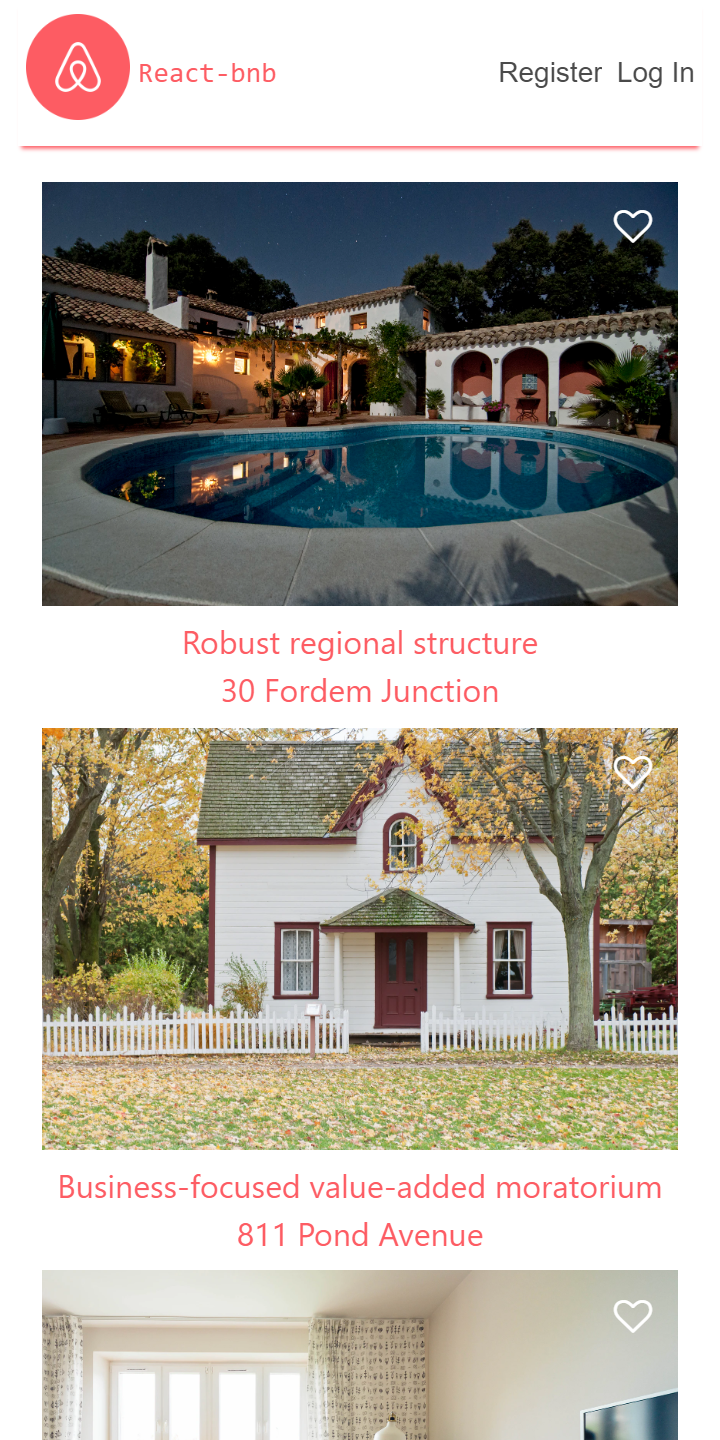 React-bnb
Register Log In
Robust regional structure
30 Fordem Junction
Business-focused value-added moratorium
811 Pond Avenue